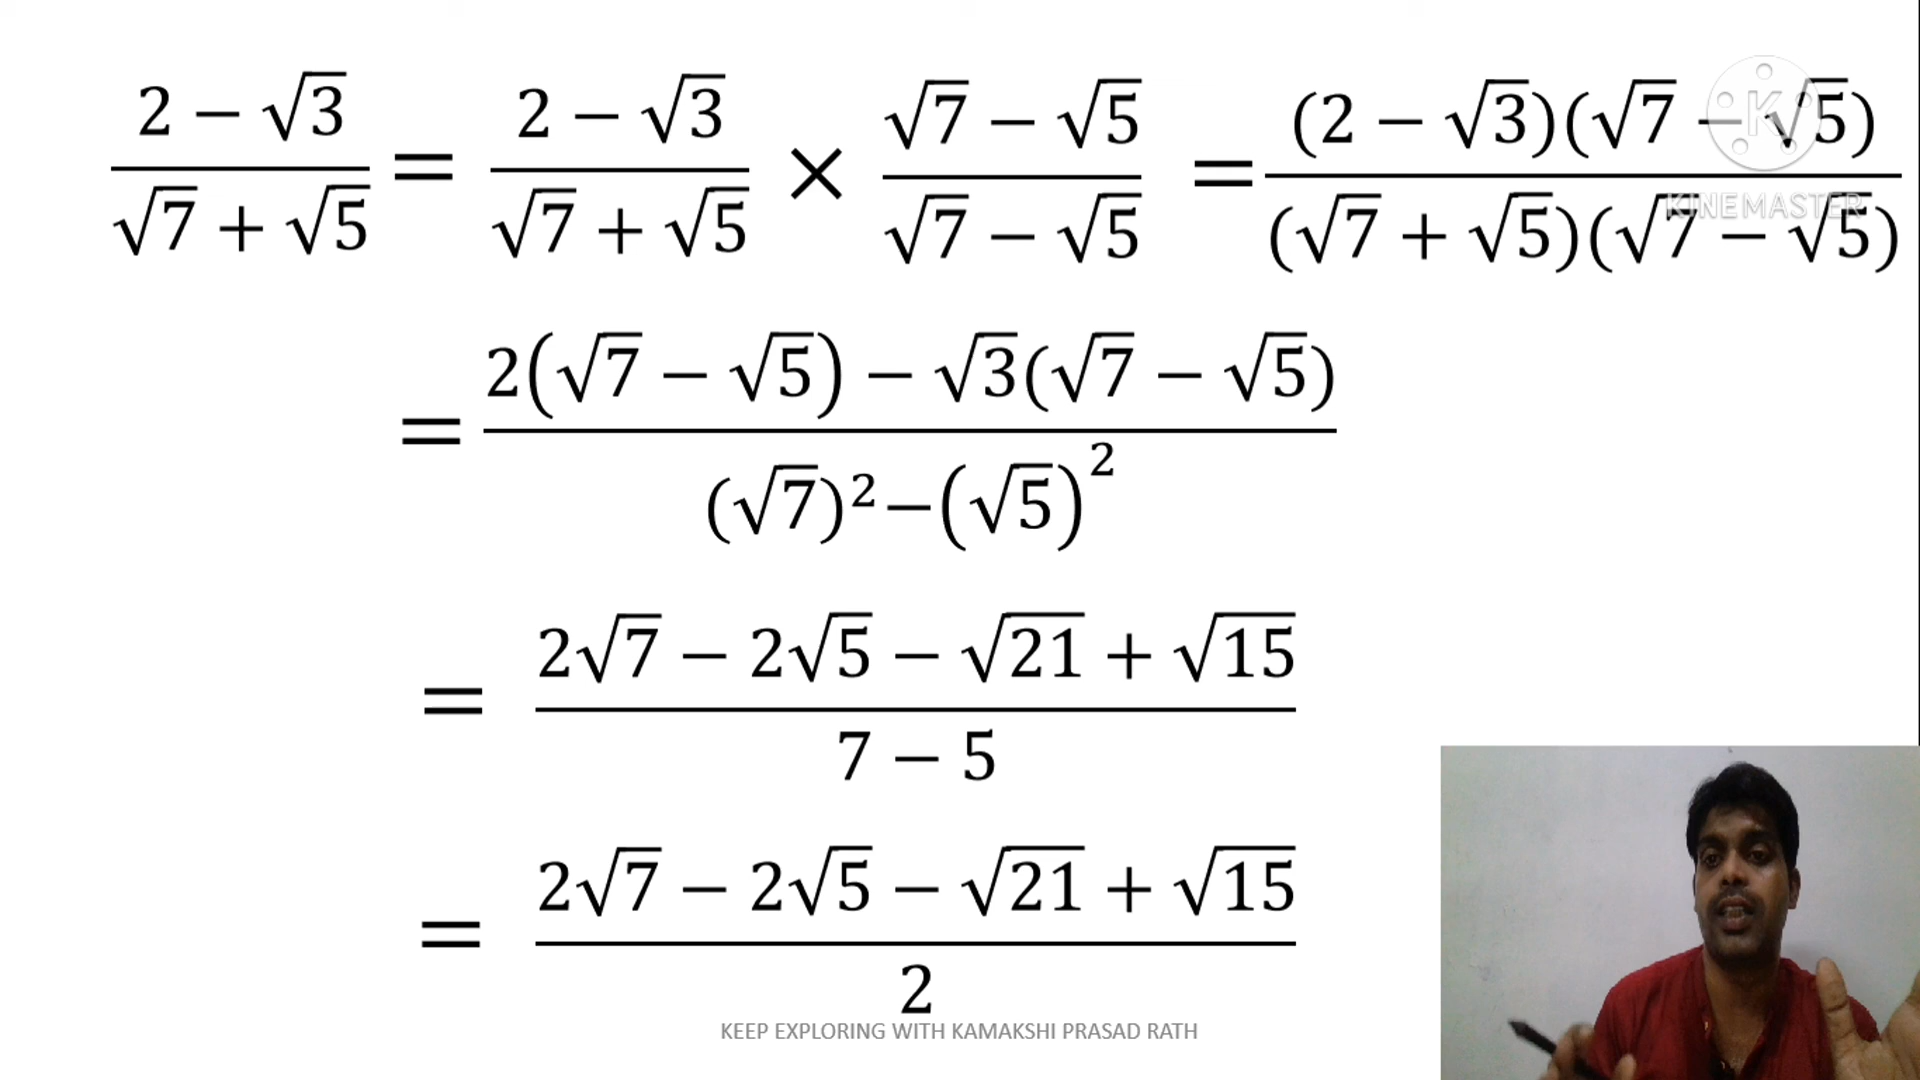 (2 − √3)/(√7 + √5) = (2 − √3)/(√7 + √5) × (√7 − √5)/(√7 − √5) = ((2 − √3)(√7 − √5))/((√7 + √5)(√7 − √5))
K
KINEMASTER
= (2(√7 − √5) − √3(√7 − √5))/((√7)² − (√5)²)
= (2√7 − 2√5 − √21 + √15)/(7 − 5)
= (2√7 − 2√5 − √21 + √15)/2
KEEP EXPLORING WITH KAMAKSHI PRASAD RATH